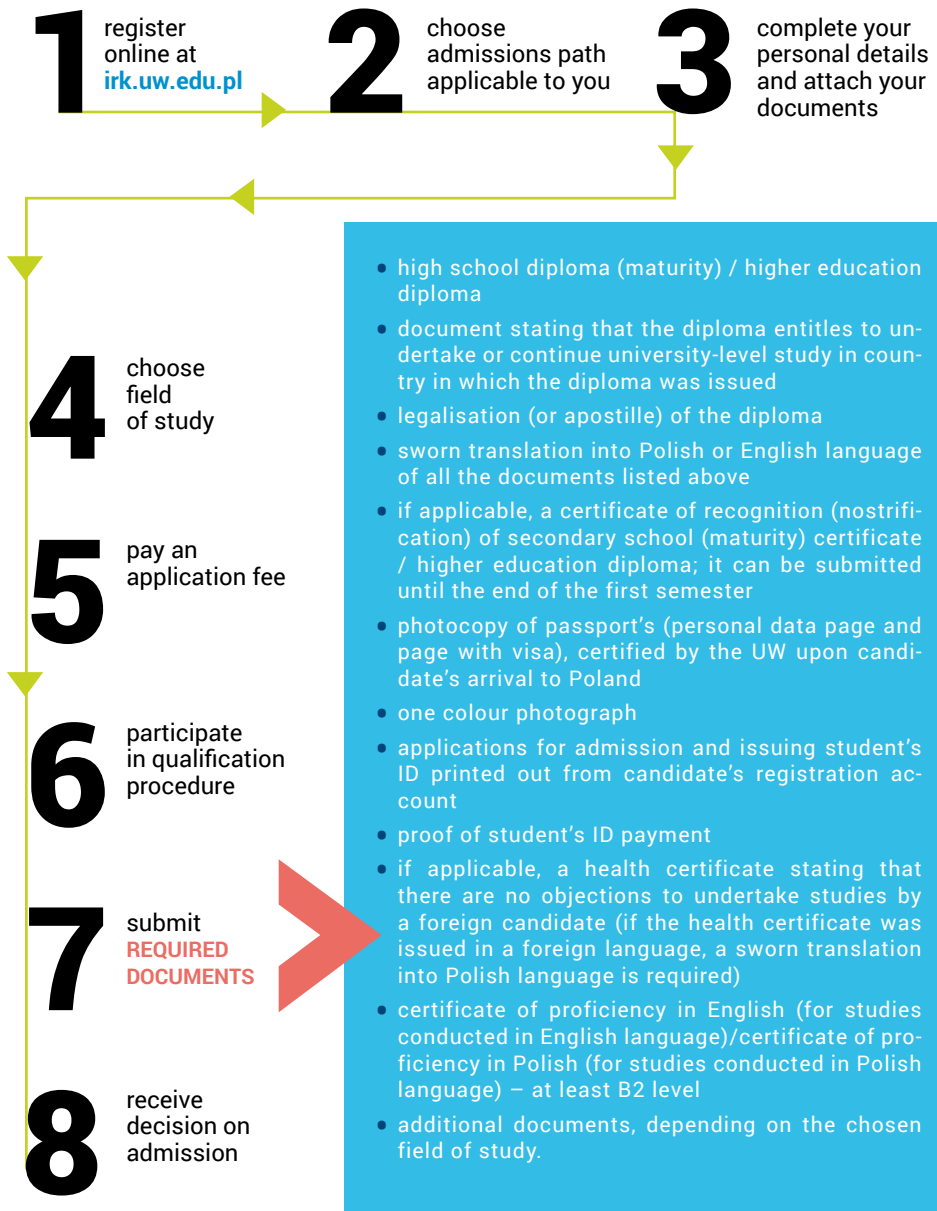 1
register
online at
irk.uw.edu.pl
2
choose
admissions path
applicable to you
3
complete your
personal details
and attach your
documents
4
choose
field
of study
5
pay an
application fee
6
participate
in qualification
procedure
7
submit
REQUIRED
DOCUMENTS
8
receive
decision on
admission
• high school diploma (maturity) / higher education
diploma
• document stating that the diploma entitles to un-
dertake or continue university-level study in coun-
try in which the diploma was issued
• legalisation (or apostille) of the diploma
• sworn translation into Polish or English language
of all the documents listed above
• if applicable, a certificate of recognition (nostrifi-
cation) of secondary school (maturity) certificate
/ higher education diploma; it can be submitted
until the end of the first semester
• photocopy of passport's (personal data page and
page with visa), certified by the UW upon candi-
date's arrival to Poland
• one colour photograph
• applications for admission and issuing student's
ID printed out from candidate's registration ac-
count
• proof of student's ID payment
• if applicable, a health certificate stating that
there are no objections to undertake studies by
a foreign candidate (if the health certificate was
issued in a foreign language, a sworn translation
into Polish language is required)
• certificate of proficiency in English (for studies
conducted in English language)/certificate of pro-
ficiency in Polish (for studies conducted in Polish
language) – at least B2 level
• additional documents, depending on the chosen
field of study.